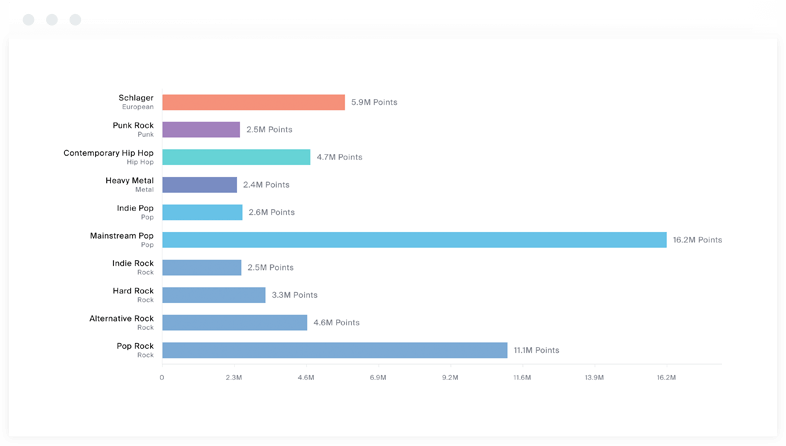 Schlager
European
5.9M Points
Punk Rock
Punk
2.5M Points
Contemporary Hip Hop
Hip Hop
4.7M Points
Heavy Metal
Metal
2.4M Points
Indie Pop
Pop
2.6M Points
Mainstream Pop
Pop
16.2M Points
Indie Rock
Rock
2.5M Points
Hard Rock
Rock
3.3M Points
Alternative Rock
Rock
4.6M Points
Pop Rock
Rock
11.1M Points
0 2.3M 4.6M 6.9M 9.2M 11.6M 13.9M 16.2M